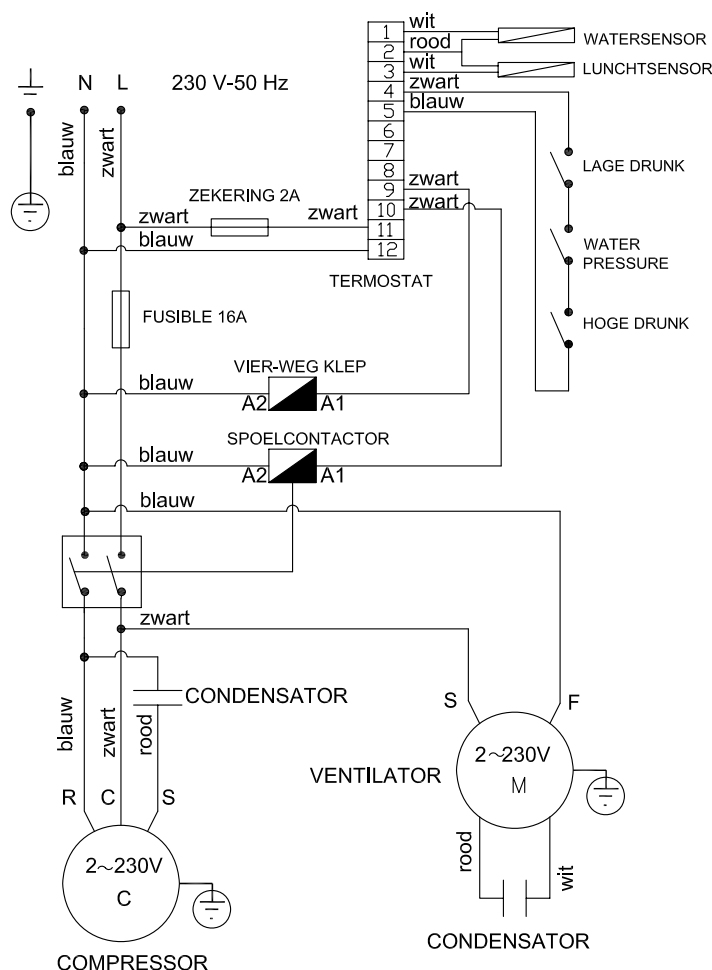 N L 230 V-50 Hz
blauw
zwart
1 wit
2 rood
3 wit
4 zwart
5 blauw
6
7
8
9 zwart
10 zwart
11
12
WATERSENSOR
LUNCHTSENSOR
TERMOSTAT
LAGE DRUNK
WATER
PRESSURE
HOGE DRUNK
ZEKERING 2A
zwart zwart
blauw
FUSIBLE 16A
VIER-WEG KLEP
blauw
A2 A1
SPOELCONTACTOR
blauw
A2 A1
blauw
zwart
CONDENSATOR
blauw
zwart
rood
R C S
2~230V
C
COMPRESSOR
S F
VENTILATOR
2~230V
M
rood
wit
CONDENSATOR